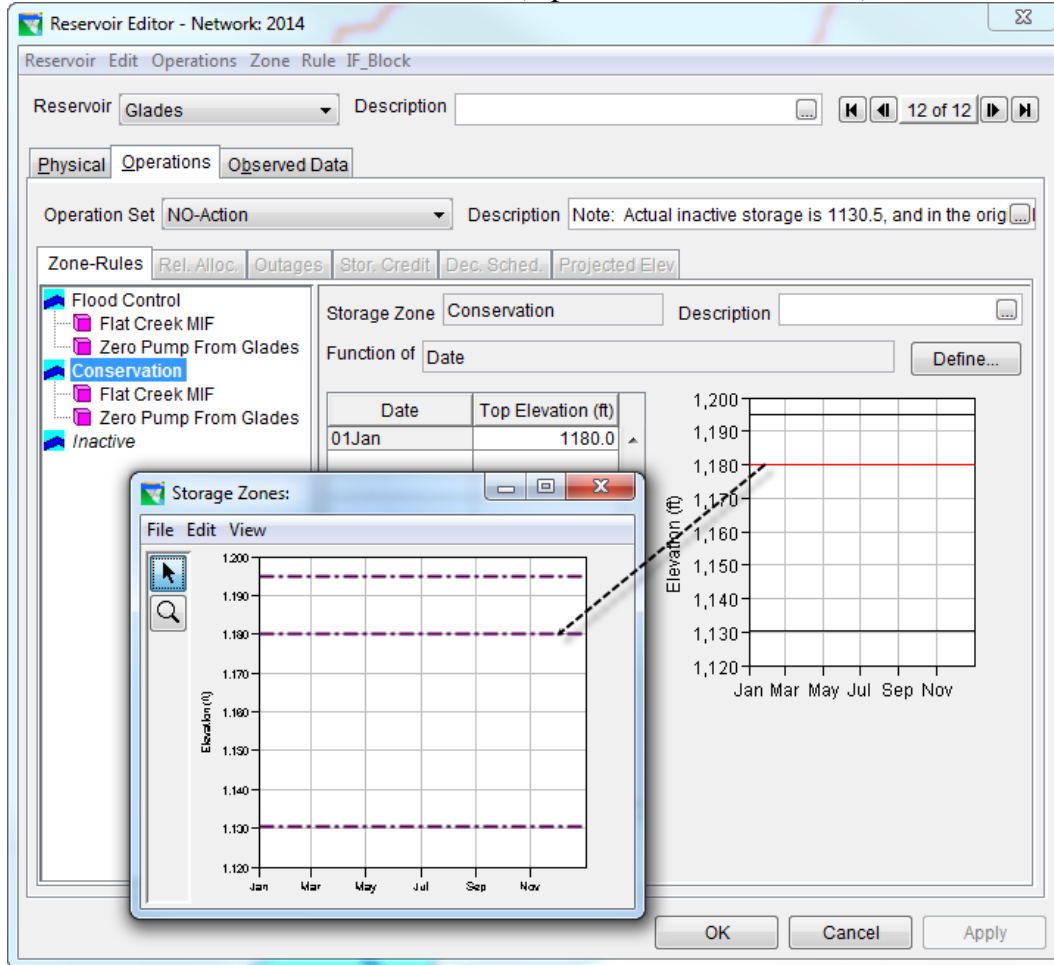 Reservoir Editor - Network: 2014
Reservoir Edit Operations Zone Rule IF_Block
Reservoir Glades Description ... 12 of 12
Physical Operations Observed Data
Operation Set NO-Action Description Note: Actual inactive storage is 1130.5, and in the orig ...
Zone-Rules Rel. Alloc. Outages Stor. Credit Dec. Sched. Projected Elev
Flood Control
Flat Creek MIF
Zero Pump From Glades
Conservation
Flat Creek MIF
Zero Pump From Glades
Inactive
Storage Zone Conservation Description ...
Function of Date Define...
Date Top Elevation (ft)
01Jan 1180.0
1,200
1,190
1,180
1,170
1,160
1,150
1,140
1,130
1,120
Elevation (ft)
Jan Mar May Jul Sep Nov
Storage Zones:
File Edit View
1.200
1.190
1.180
1.170
1.160
1.150
1.140
1.130
1.120
Elevation (ft)
Jan Mar May Jul Sep Nov
OK Cancel Apply